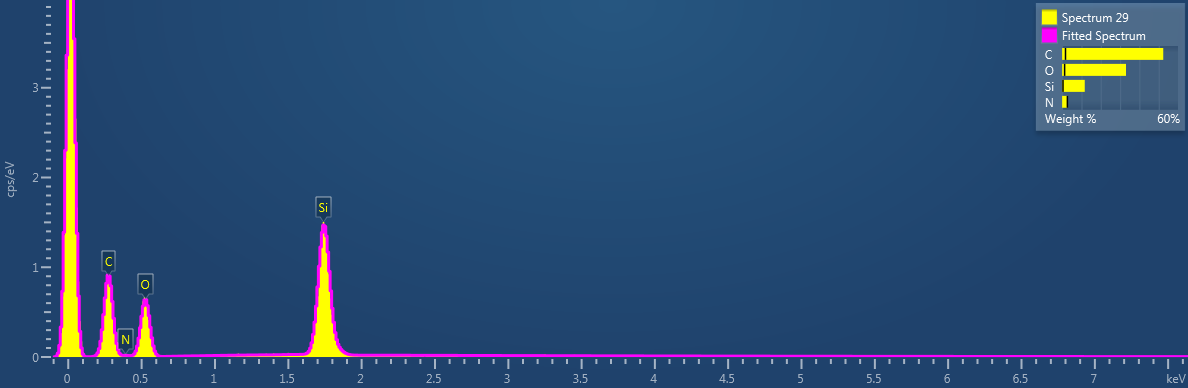 Spectrum 29
Fitted Spectrum
C
O
Si
N
Weight % 60%
cps/eV
3
2
1
0
Si
C
O
N
0 0.5 1 1.5 2 2.5 3 3.5 4 4.5 5 5.5 6 6.5 7 keV